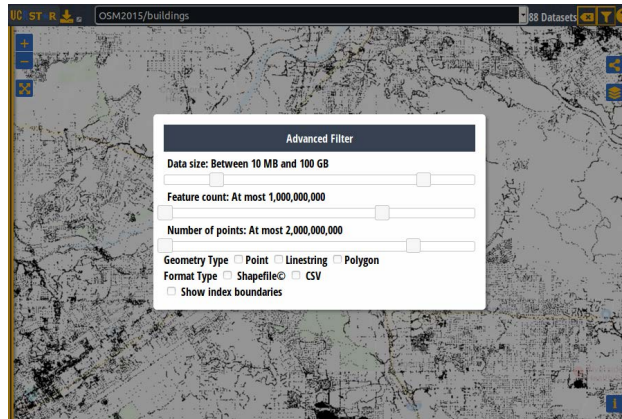 UC ST R
OSM2015/buildings
88 Datasets
Advanced Filter
Data size: Between 10 MB and 100 GB
Feature count: At most 1,000,000,000
Number of points: At most 2,000,000,000
Geometry Type Point Linestring Polygon
Format Type Shapefile© CSV
Show index boundaries